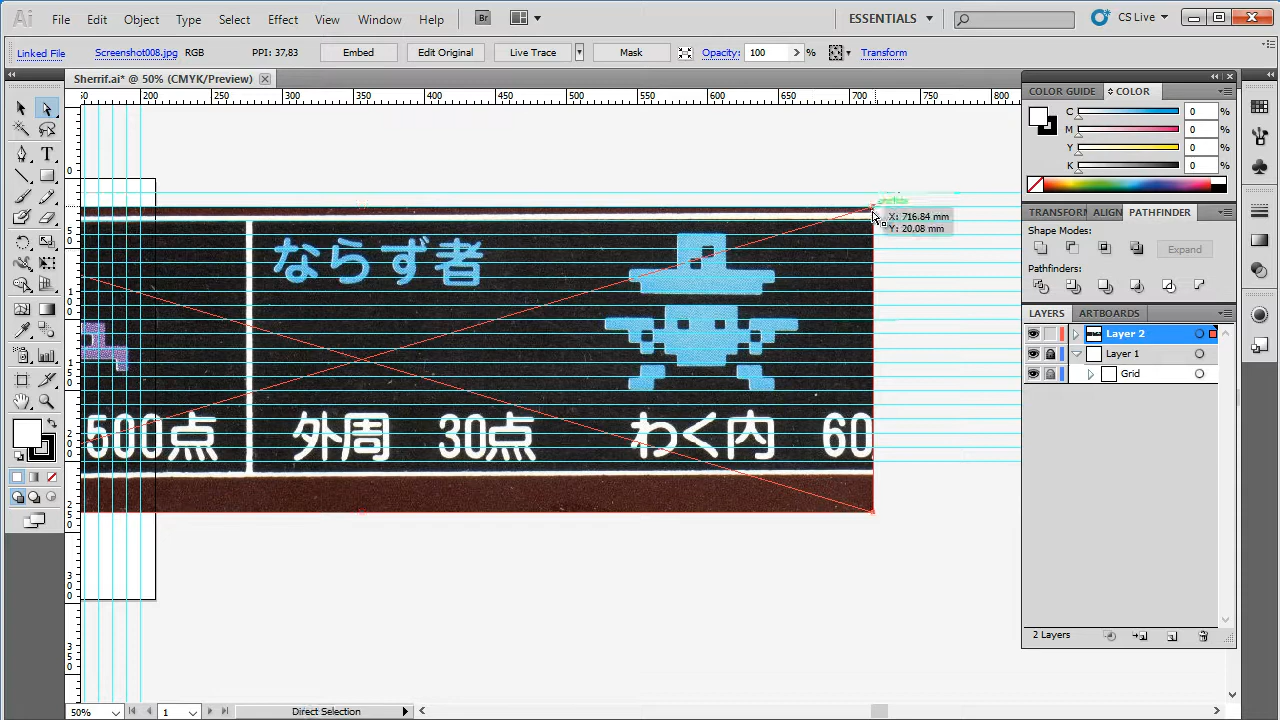 Ai File Edit Object Type Select Effect View Window Help Br ESSENTIALS CS Live
Linked File Screenshot008.jpg RGB PPI: 37,83 Embed Edit Original Live Trace Mask Opacity: 100 % Transform
Sherrif.ai* @ 50% (CMYK/Preview)
200 250 300 350 400 450 500 550 600 650 700 750 800
COLOR GUIDE COLOR
C 0 %
M 0 %
Y 0 %
K 0 %
X: 716.84 mm
Y: 20,08 mm
TRANSFORM ALIGN PATHFINDER
Shape Modes:
Expand
Pathfinders:
ならず者
500点 外周 30点 わく内 60
LAYERS ARTBOARDS
Layer 2
Layer 1
Grid
2 Layers
50% 1 Direct Selection